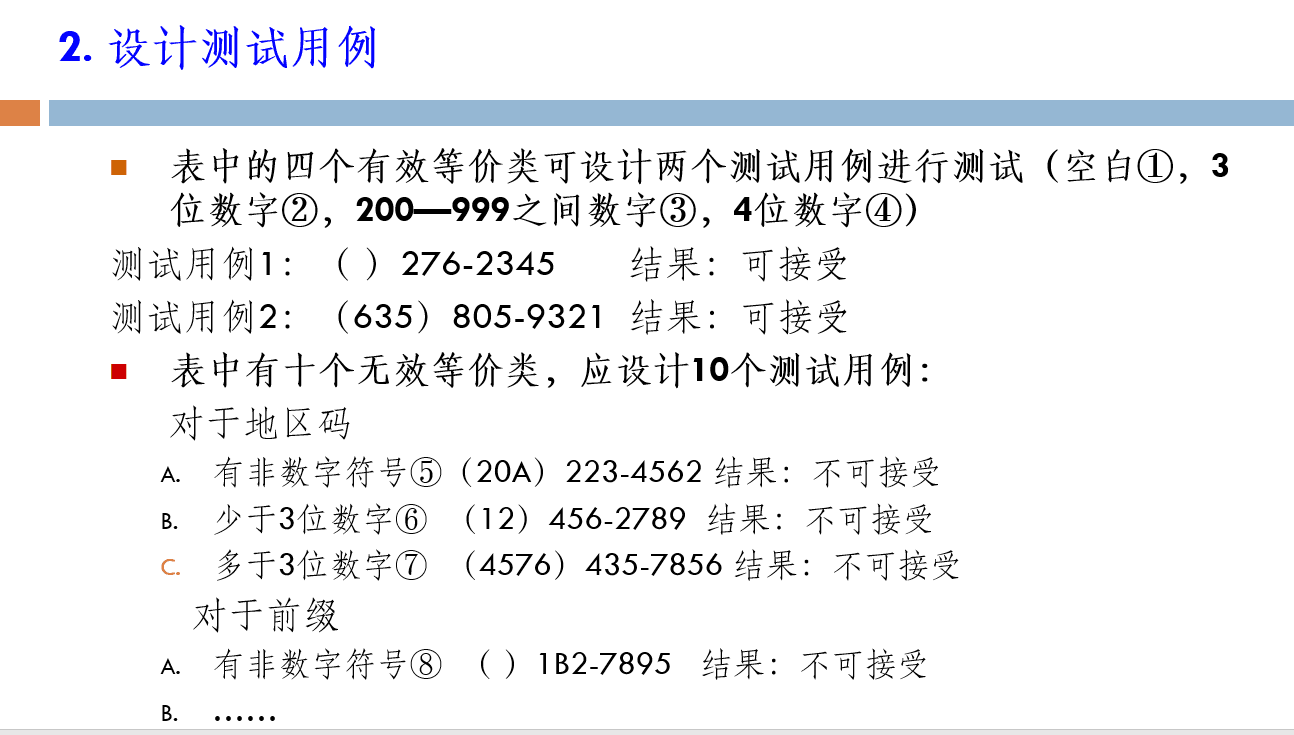 2. 设计测试用例
表中的四个有效等价类可设计两个测试用例进行测试（空白①，3
位数字②，200—999之间数字③，4位数字④）
测试用例1：（ ）276-2345 结果：可接受
测试用例2：（635）805-9321 结果：可接受
表中有十个无效等价类，应设计10个测试用例：
对于地区码
A. 有非数字符号⑤（20A）223-4562 结果：不可接受
B. 少于3位数字⑥ （12）456-2789 结果：不可接受
C. 多于3位数字⑦ （4576）435-7856 结果：不可接受
对于前缀
A. 有非数字符号⑧ （ ）1B2-7895 结果：不可接受
B. ……